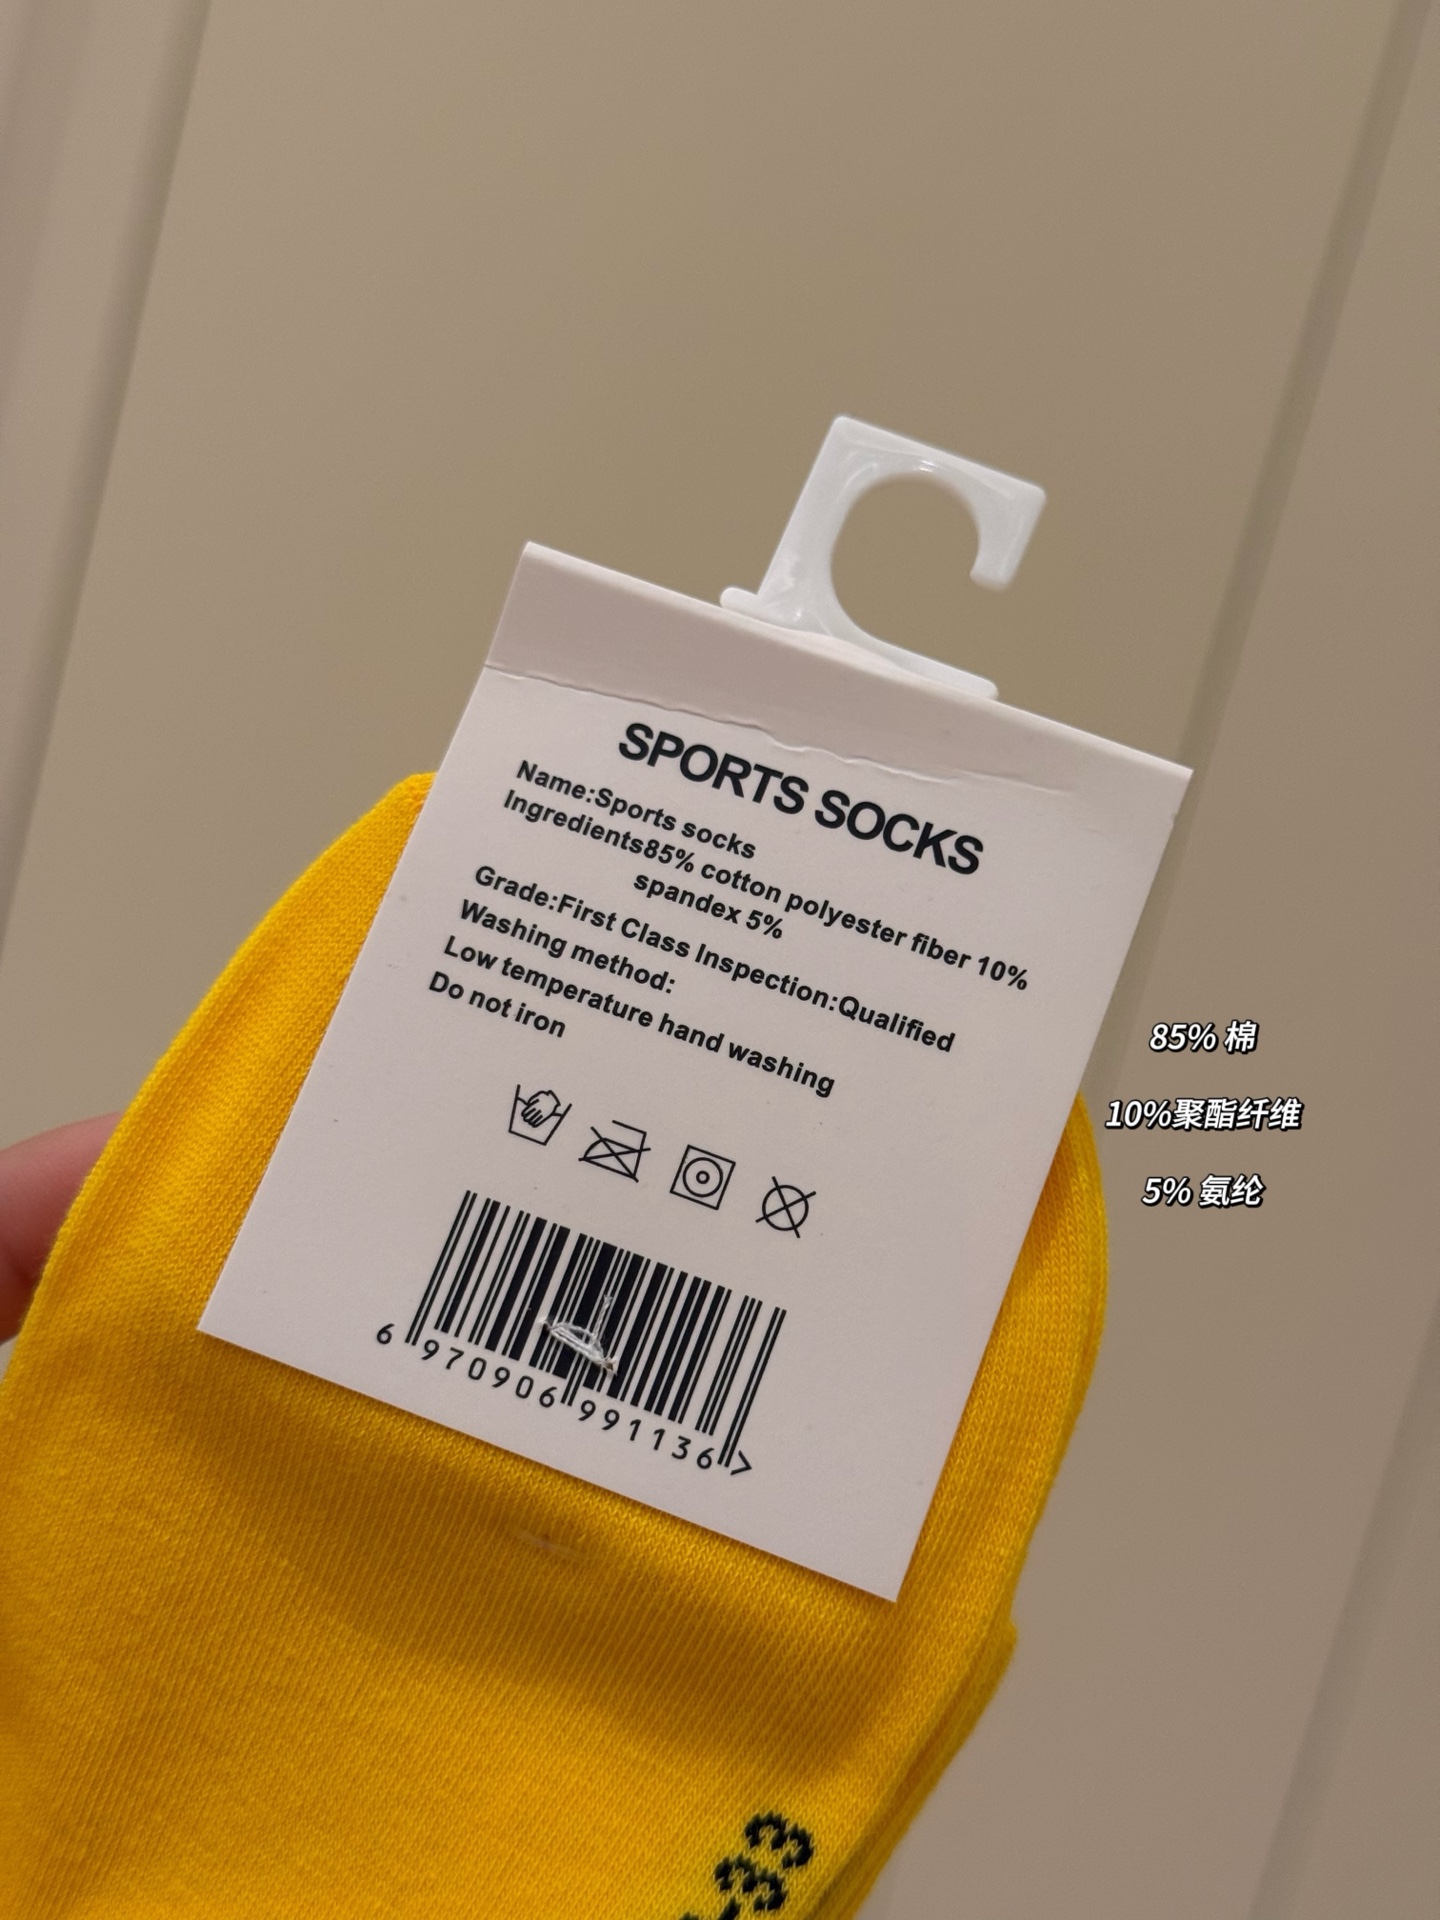 SPORTS SOCKS
Name:Sports socks
Ingredients85% cotton polyester fiber 10%
spandex 5%
Grade:First Class Inspection:Qualified
Washing method:
Low temperature hand washing
Do not iron
6 970906 991136 >
85% 棉
10%聚酯纤维
5% 氨纶
-33